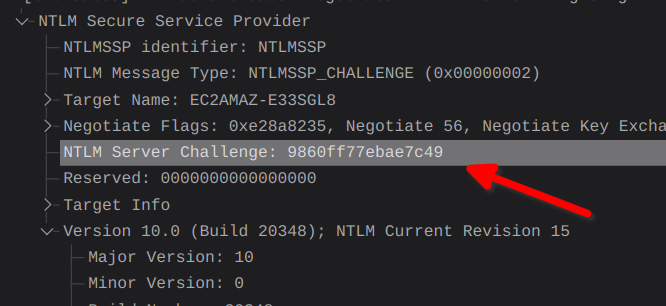 NTLM Secure Service Provider
NTLMSSP identifier: NTLMSSP
NTLM Message Type: NTLMSSP_CHALLENGE (0x00000002)
Target Name: EC2AMAZ-E33SGL8
Negotiate Flags: 0xe28a8235, Negotiate 56, Negotiate Key Excha
NTLM Server Challenge: 9860ff77ebae7c49
Reserved: 0000000000000000
Target Info
Version 10.0 (Build 20348); NTLM Current Revision 15
Major Version: 10
Minor Version: 0